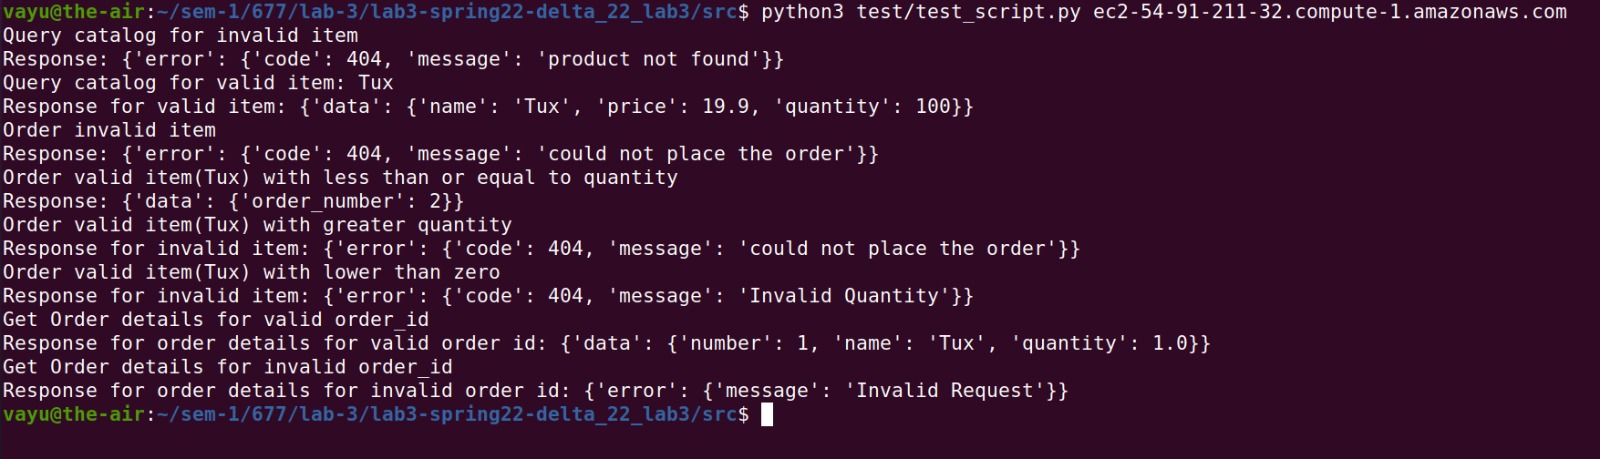 vayu@the-air:~/sem-1/677/lab-3/lab3-spring22-delta_22_lab3/src$ python3 test/test_script.py ec2-54-91-211-32.compute-1.amazonaws.com
Query catalog for invalid item
Response: {'error': {'code': 404, 'message': 'product not found'}}
Query catalog for valid item: Tux
Response for valid item: {'data': {'name': 'Tux', 'price': 19.9, 'quantity': 100}}
Order invalid item
Response: {'error': {'code': 404, 'message': 'could not place the order'}}
Order valid item(Tux) with less than or equal to quantity
Response: {'data': {'order_number': 2}}
Order valid item(Tux) with greater quantity
Response for invalid item: {'error': {'code': 404, 'message': 'could not place the order'}}
Order valid item(Tux) with lower than zero
Response for invalid item: {'error': {'code': 404, 'message': 'Invalid Quantity'}}
Get Order details for valid order_id
Response for order details for valid order id: {'data': {'number': 1, 'name': 'Tux', 'quantity': 1.0}}
Get Order details for invalid order_id
Response for order details for invalid order id: {'error': {'message': 'Invalid Request'}}
vayu@the-air:~/sem-1/677/lab-3/lab3-spring22-delta_22_lab3/src$